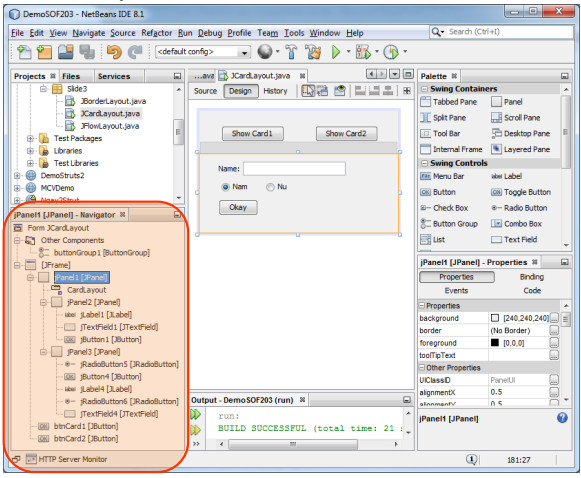 DemoSOF203 - NetBeans IDE 8.1
File Edit View Navigate Source Refactor Run Debug Profile Team Tools Window Help
Search (Ctrl+I)
<default config>
Projects Files Services
Slide3
JBorderLayout.java
JCardLayout.java
JFlowLayout.java
Test Packages
Libraries
Test Libraries
DemoStruts2
MCVDemo
jPanel1 [JPanel] - Navigator
Form JCardLayout
Other Components
buttonGroup1 [ButtonGroup]
[JFrame]
jPanel1 [JPanel]
CardLayout
jPanel2 [JPanel]
jLabel1 [JLabel]
jTextField1 [JTextField]
jButton1 [JButton]
jPanel3 [JPanel]
jRadioButton5 [JRadioButton]
jButton4 [JButton]
jLabel4 [JLabel]
jRadioButton6 [JRadioButton]
jTextField4 [JTextField]
btnCard1 [JButton]
btnCard2 [JButton]
HTTP Server Monitor
...ava JCardLayout.java
Source Design History
Show Card1 Show Card2
Name:
Nam Nu
Okay
Output - DemoSOF203 (run)
run:
BUILD SUCCESSFUL (total time: 21
Palette
Swing Containers
Tabbed Pane Panel
Split Pane Scroll Pane
Tool Bar Desktop Pane
Internal Frame Layered Pane
Swing Controls
Menu Bar Label
Button Toggle Button
Check Box Radio Button
Button Group Combo Box
List Text Field
jPanel1 [JPanel] - Properties
Properties Binding
Events Code
Properties
background [240,240,240]
border (No Border)
foreground [0,0,0]
toolTipText
Other Properties
UIClassID PanelUI
alignmentX 0.5
alignmentY 0.5
jPanel1 [JPanel]
181:27